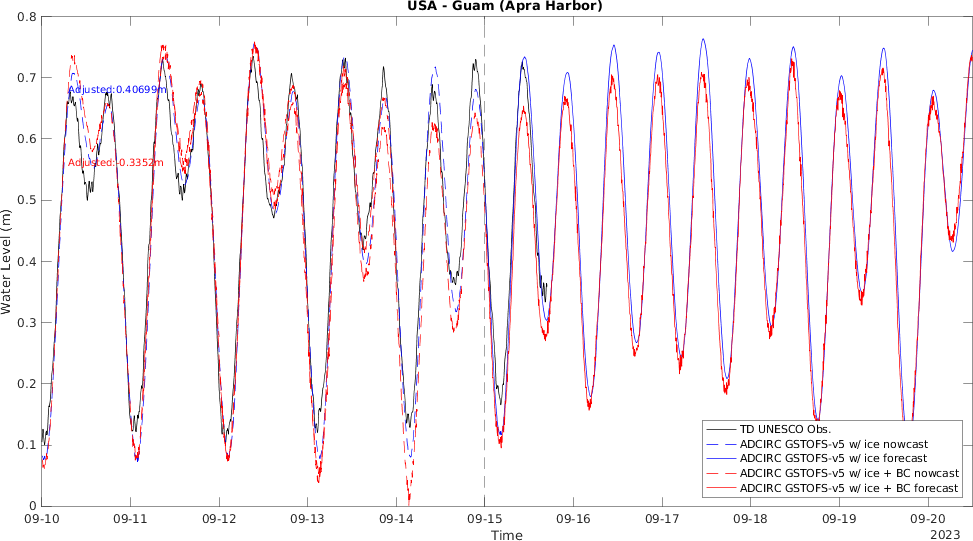 USA - Guam (Apra Harbor)
0.8
0.7
0.6
0.5
0.4
0.3
0.2
0.1
0
Water Level (m)
Adjusted:0.40699m
Adjusted:-0.3352m
TD UNESCO Obs.
ADCIRC GSTOFS-v5 w/ ice nowcast
ADCIRC GSTOFS-v5 w/ ice forecast
ADCIRC GSTOFS-v5 w/ ice + BC nowcast
ADCIRC GSTOFS-v5 w/ ice + BC forecast
09-10 09-11 09-12 09-13 09-14 09-15 09-16 09-17 09-18 09-19 09-20
Time
2023